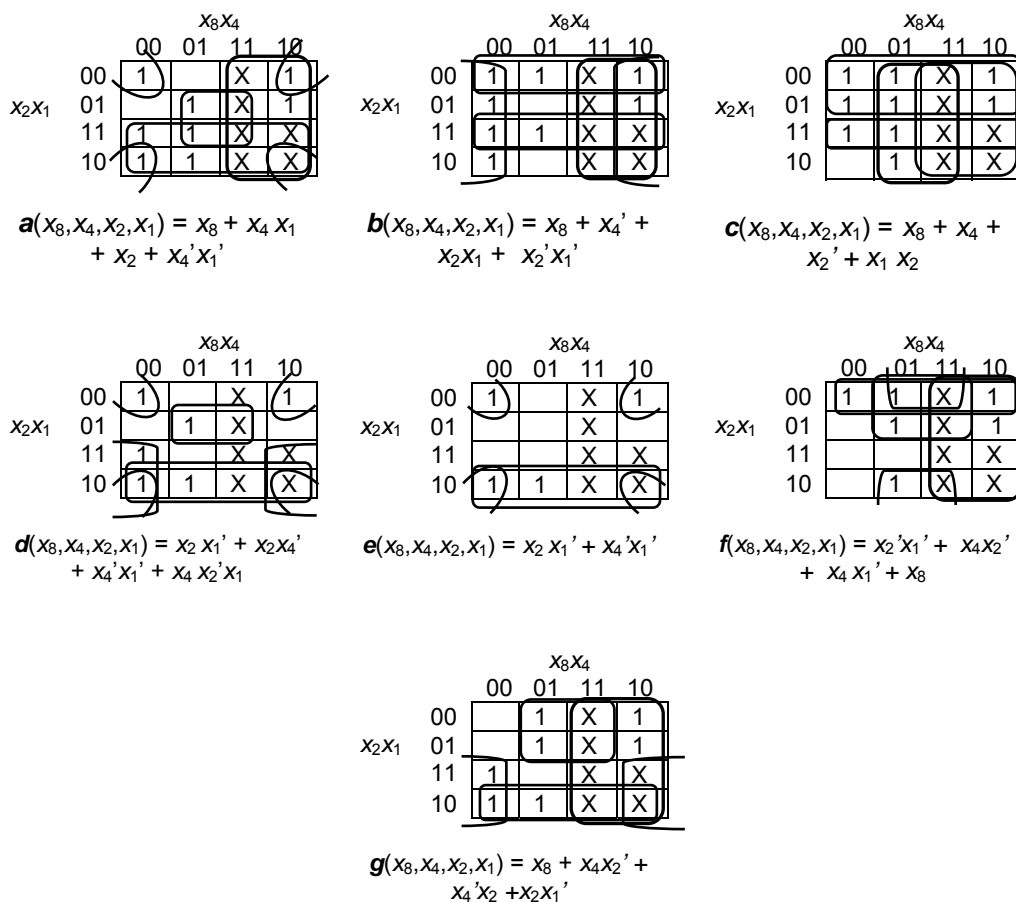 x₈x₄
00 01 11 10
00 1 X 1
x₂x₁ 01 1 X 1
11 1 1 X X
10 1 1 X X
a(x₈,x₄,x₂,x₁) = x₈ + x₄ x₁
+ x₂ + x₄’x₁’
x₈x₄
00 01 11 10
00 1 1 X 1
x₂x₁ 01 1 X 1
11 1 1 X X
10 1 X X
b(x₈,x₄,x₂,x₁) = x₈ + x₄’ +
x₂x₁ + x₂’x₁’
x₈x₄
00 01 11 10
00 1 1 X 1
x₂x₁ 01 1 1 X 1
11 1 1 X X
10 1 X X
c(x₈,x₄,x₂,x₁) = x₈ + x₄ +
x₂’ + x₁ x₂
x₈x₄
00 01 11 10
00 1 X 1
x₂x₁ 01 1 X
11 1 X X
10 1 1 X X
d(x₈,x₄,x₂,x₁) = x₂ x₁’ + x₂x₄’
+ x₄’x₁’ + x₄ x₂’x₁
x₈x₄
00 01 11 10
00 1 X 1
x₂x₁ 01 X
11 X X
10 1 1 X X
e(x₈,x₄,x₂,x₁) = x₂ x₁’ + x₄’x₁’
x₈x₄
00 01 11 10
00 1 1 X 1
x₂x₁ 01 1 X 1
11 X X
10 1 X X
f(x₈,x₄,x₂,x₁) = x₂’x₁’ + x₄x₂’
+ x₄ x₁’ + x₈
x₈x₄
00 01 11 10
00 1 X 1
x₂x₁ 01 1 X 1
11 1 X X
10 1 1 X X
g(x₈,x₄,x₂,x₁) = x₈ + x₄x₂’ +
x₄’x₂ +x₂x₁’